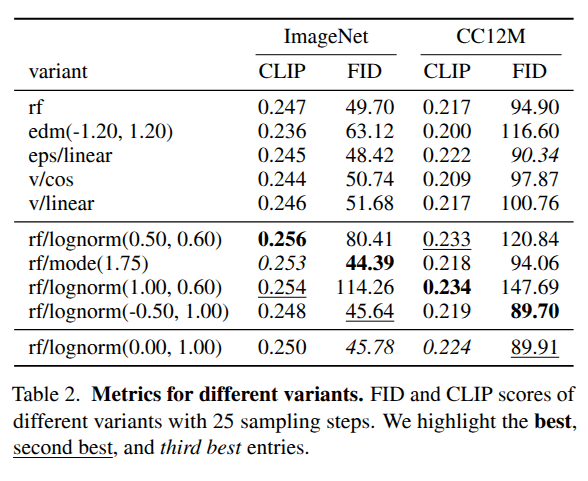 ImageNet CC12M
variant CLIP FID CLIP FID
rf 0.247 49.70 0.217 94.90
edm(-1.20, 1.20) 0.236 63.12 0.200 116.60
eps/linear 0.245 48.42 0.222 90.34
v/cos 0.244 50.74 0.209 97.87
v/linear 0.246 51.68 0.217 100.76
rf/lognorm(0.50, 0.60) 0.256 80.41 0.233 120.84
rf/mode(1.75) 0.253 44.39 0.218 94.06
rf/lognorm(1.00, 0.60) 0.254 114.26 0.234 147.69
rf/lognorm(-0.50, 1.00) 0.248 45.64 0.219 89.70
rf/lognorm(0.00, 1.00) 0.250 45.78 0.224 89.91
Table 2. Metrics for different variants. FID and CLIP scores of
different variants with 25 sampling steps. We highlight the best,
second best, and third best entries.